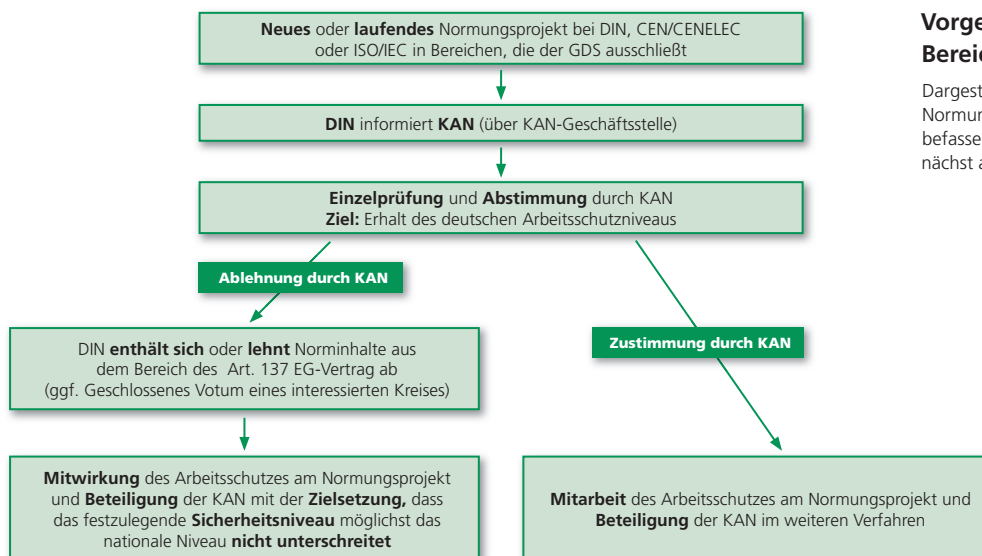 Neues oder laufendes Normungsprojekt bei DIN, CEN/CENELEC
oder ISO/IEC in Bereichen, die der GDS ausschließt
DIN informiert KAN (über KAN-Geschäftsstelle)
Einzelprüfung und Abstimmung durch KAN
Ziel: Erhalt des deutschen Arbeitsschutzniveaus
Ablehnung durch KAN
DIN enthält sich oder lehnt Norminhalte aus
dem Bereich des Art. 137 EG-Vertrag ab
(ggf. Geschlossenes Votum eines interessierten Kreises)
Zustimmung durch KAN
Mitwirkung des Arbeitsschutzes am Normungsprojekt
und Beteiligung der KAN mit der Zielsetzung, dass
das festzulegende Sicherheitsniveau möglichst das
nationale Niveau nicht unterschreitet
Mitarbeit des Arbeitsschutzes am Normungsprojekt und
Beteiligung der KAN im weiteren Verfahren
Vorge
Bereic
Dargest
Normun
befasse
nächst a